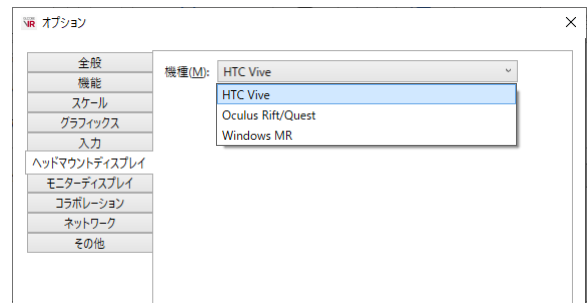 VR オプション
全般
機能
スケール
グラフィックス
入力
ヘッドマウントディスプレイ
モニターディスプレイ
コラボレーション
ネットワーク
その他
機種(M): HTC Vive
HTC Vive
Oculus Rift/Quest
Windows MR